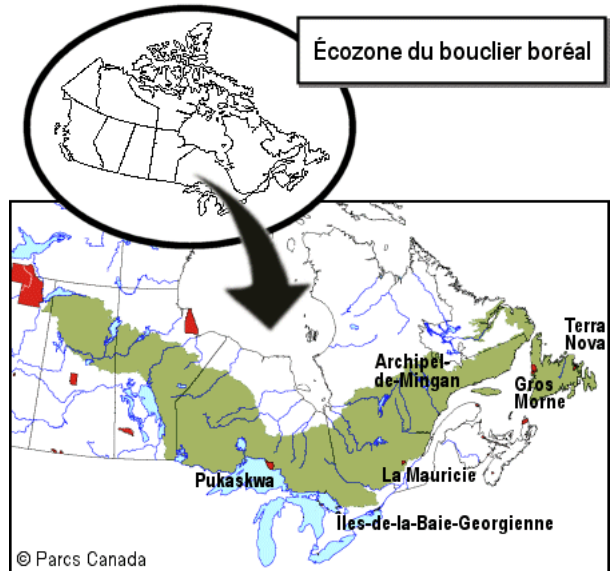 Écozone du bouclier boréal
Terra
Nova
Archipel-
de-Mingan
Gros
Morne
La Mauricie
Pukaskwa
Îles-de-la-Baie-Georgienne
© Parcs Canada